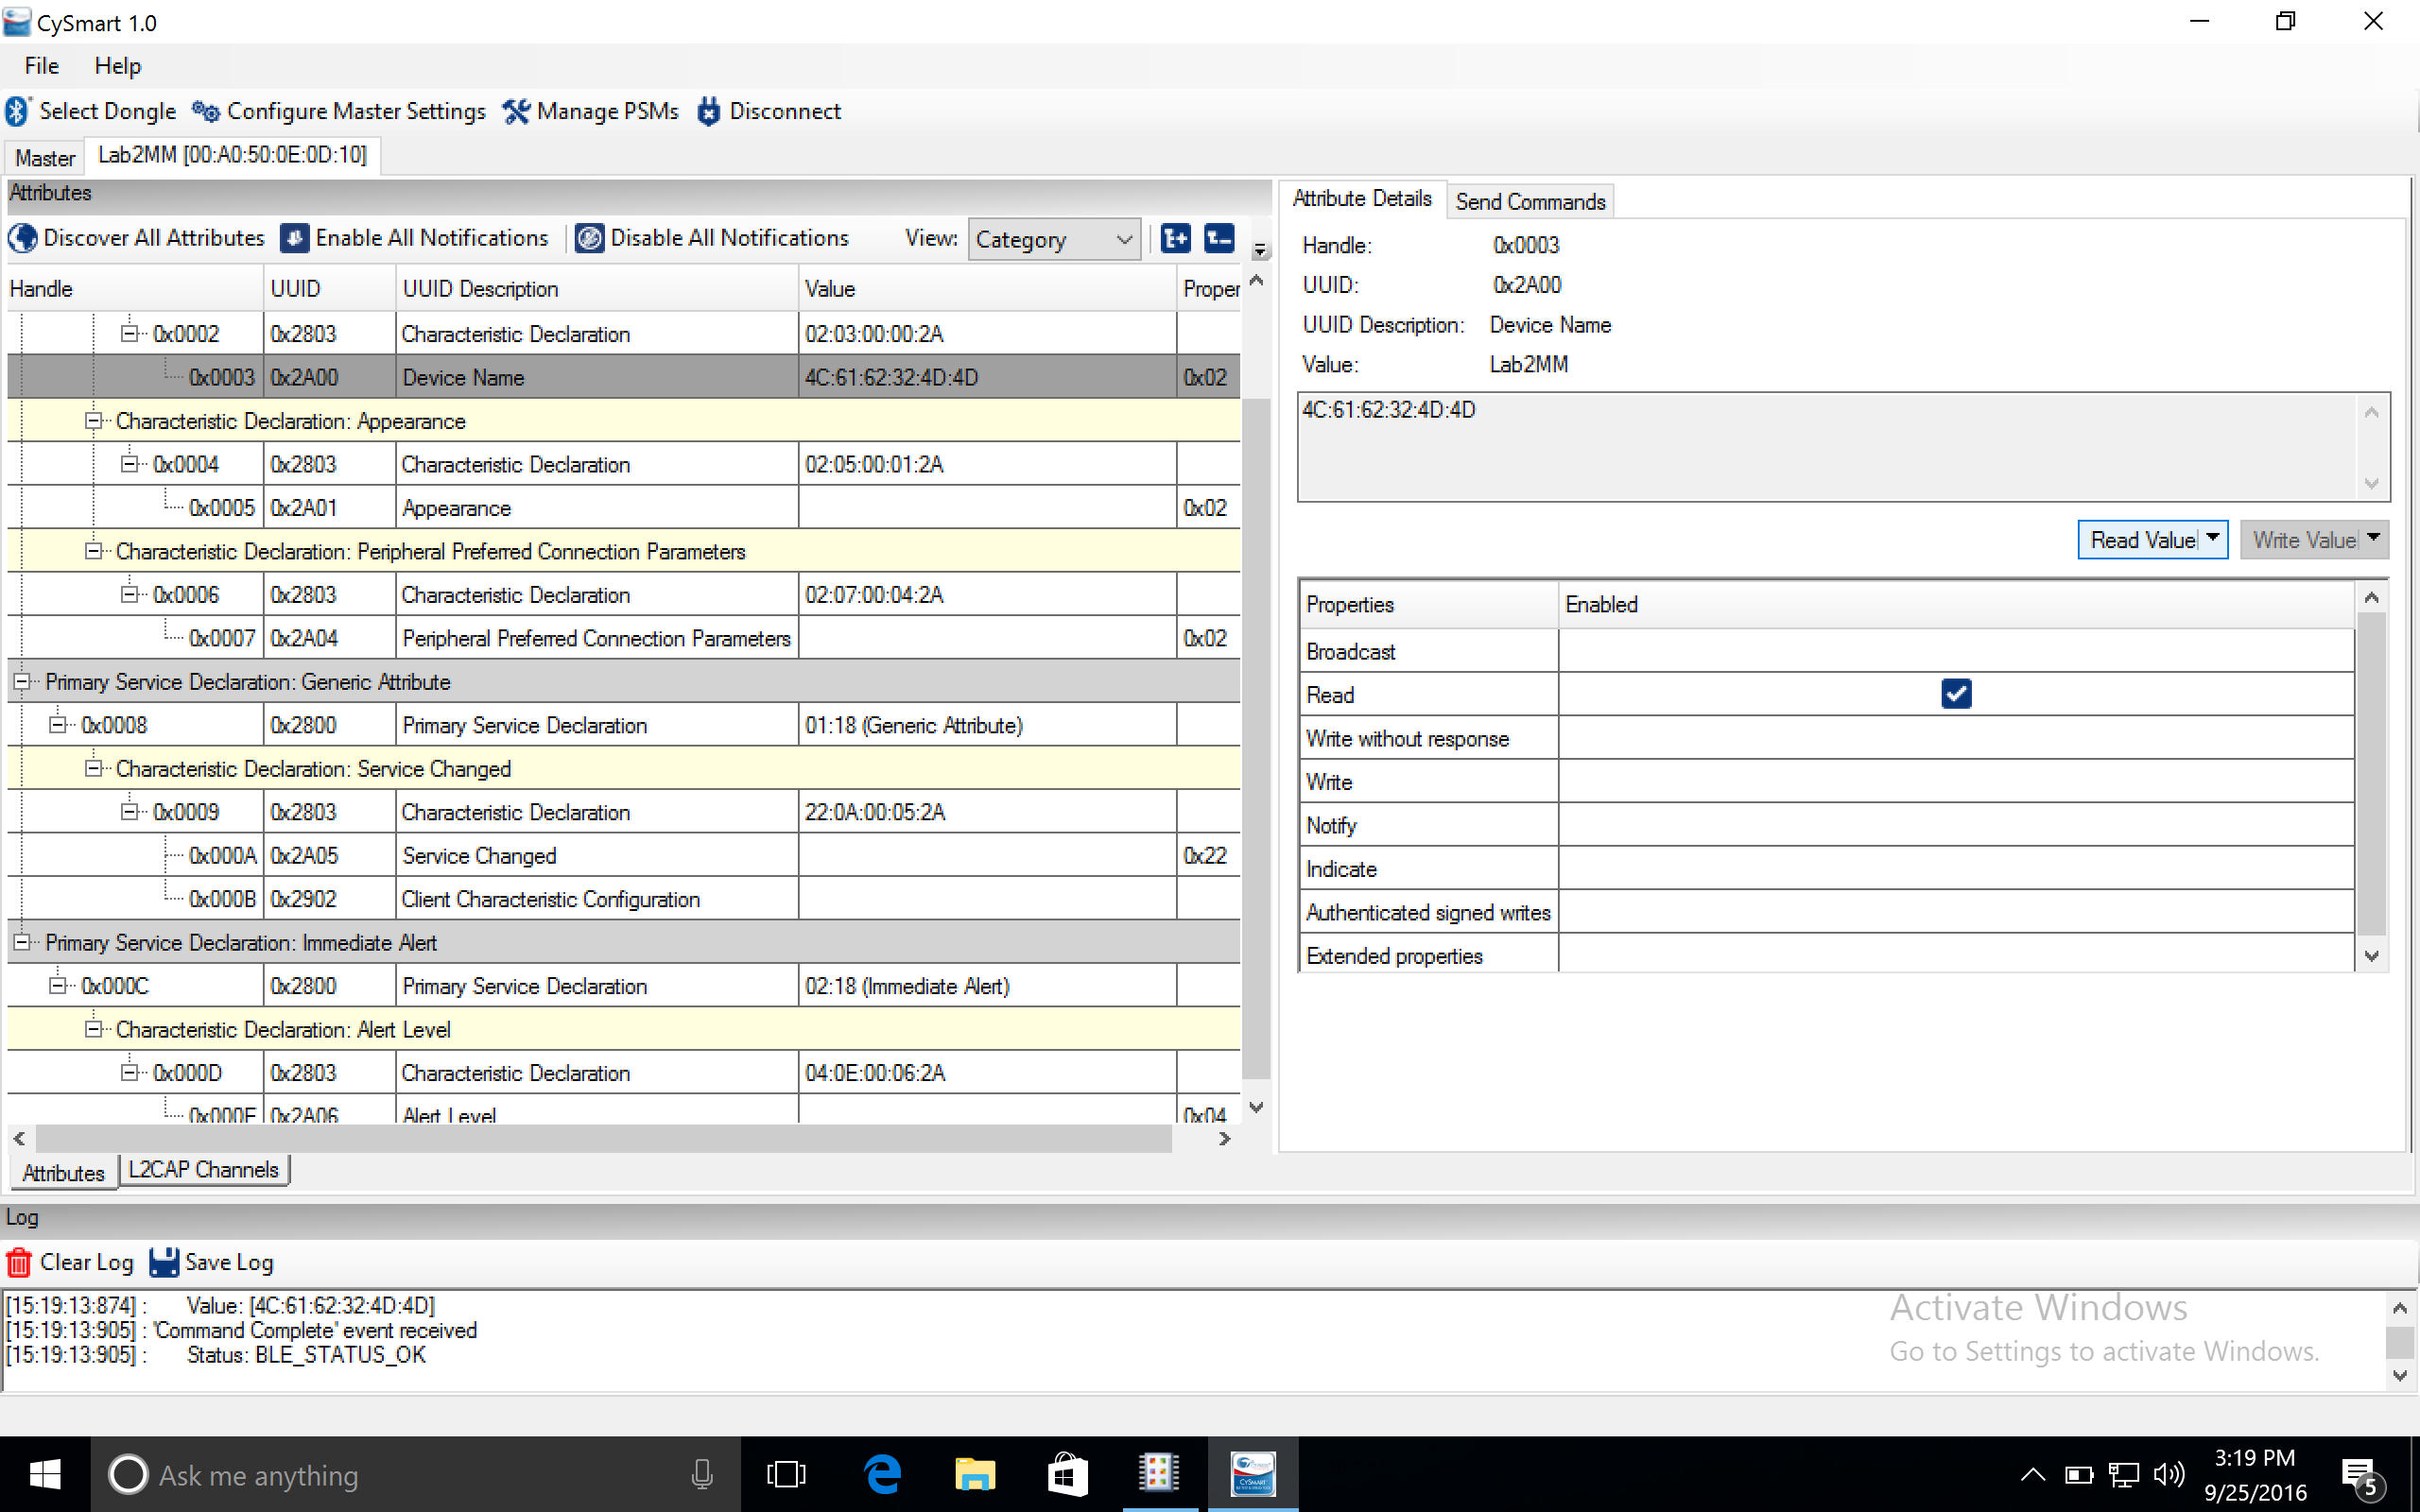 CySmart 1.0
File Help
Select Dongle Configure Master Settings Manage PSMs Disconnect
Master Lab2MM [00:A0:50:0E:0D:10]
Attributes
Discover All Attributes Enable All Notifications Disable All Notifications View: Category
Handle UUID UUID Description Value Proper
0x0002 0x2803 Characteristic Declaration 02:03:00:00:2A
0x0003 0x2A00 Device Name 4C:61:62:32:4D:4D 0x02
Characteristic Declaration: Appearance
0x0004 0x2803 Characteristic Declaration 02:05:00:01:2A
0x0005 0x2A01 Appearance 0x02
Characteristic Declaration: Peripheral Preferred Connection Parameters
0x0006 0x2803 Characteristic Declaration 02:07:00:04:2A
0x0007 0x2A04 Peripheral Preferred Connection Parameters 0x02
Primary Service Declaration: Generic Attribute
0x0008 0x2800 Primary Service Declaration 01:18 (Generic Attribute)
Characteristic Declaration: Service Changed
0x0009 0x2803 Characteristic Declaration 22:0A:00:05:2A
0x000A 0x2A05 Service Changed 0x22
0x000B 0x2902 Client Characteristic Configuration
Primary Service Declaration: Immediate Alert
0x000C 0x2800 Primary Service Declaration 02:18 (Immediate Alert)
Characteristic Declaration: Alert Level
0x000D 0x2803 Characteristic Declaration 04:0E:00:06:2A
0x000E 0x2A06 Alert Level 0x04
Attributes L2CAP Channels
Attribute Details Send Commands
Handle: 0x0003
UUID: 0x2A00
UUID Description: Device Name
Value: Lab2MM
4C:61:62:32:4D:4D
Read Value Write Value
Properties Enabled
Broadcast
Read
Write without response
Write
Notify
Indicate
Authenticated signed writes
Extended properties
Log
Clear Log Save Log
[15:19:13:874] : Value: [4C:61:62:32:4D:4D]
[15:19:13:905] : 'Command Complete' event received
[15:19:13:905] : Status: BLE_STATUS_OK
Activate Windows
Go to Settings to activate Windows.
Ask me anything
CYSMART
3:19 PM
9/25/2016
5